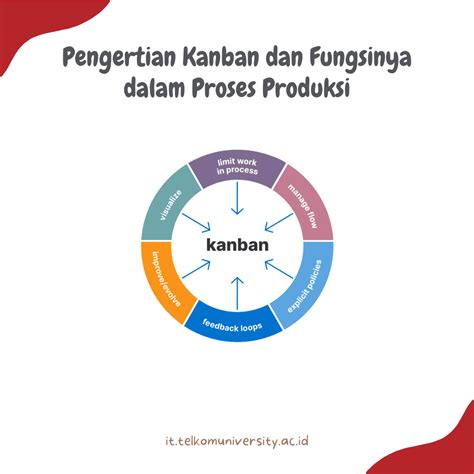 Pengertian Kanban dan Fungsinya
dalam Proses Produksi
limit work
in process
visualize
manage flow
kanban
improve/evolve
explicit policies
feedback loops
it.telkomuniversity.ac.id